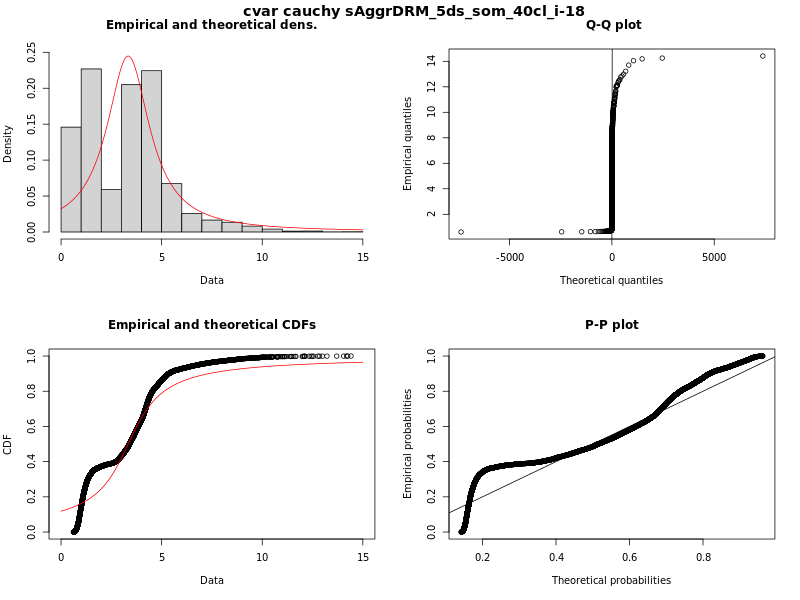 cvar cauchy sAggrDRM_5ds_som_40cl_i-18
Empirical and theoretical dens.
Density
0.00 0.05 0.10 0.15 0.20 0.25
0 5 10 15
Data
Q-Q plot
Empirical quantiles
2 4 6 8 10 12 14
-5000 0 5000
Theoretical quantiles
Empirical and theoretical CDFs
CDF
0.0 0.2 0.4 0.6 0.8 1.0
0 5 10 15
Data
P-P plot
Empirical probabilities
0.0 0.2 0.4 0.6 0.8 1.0
0.2 0.4 0.6 0.8
Theoretical probabilities